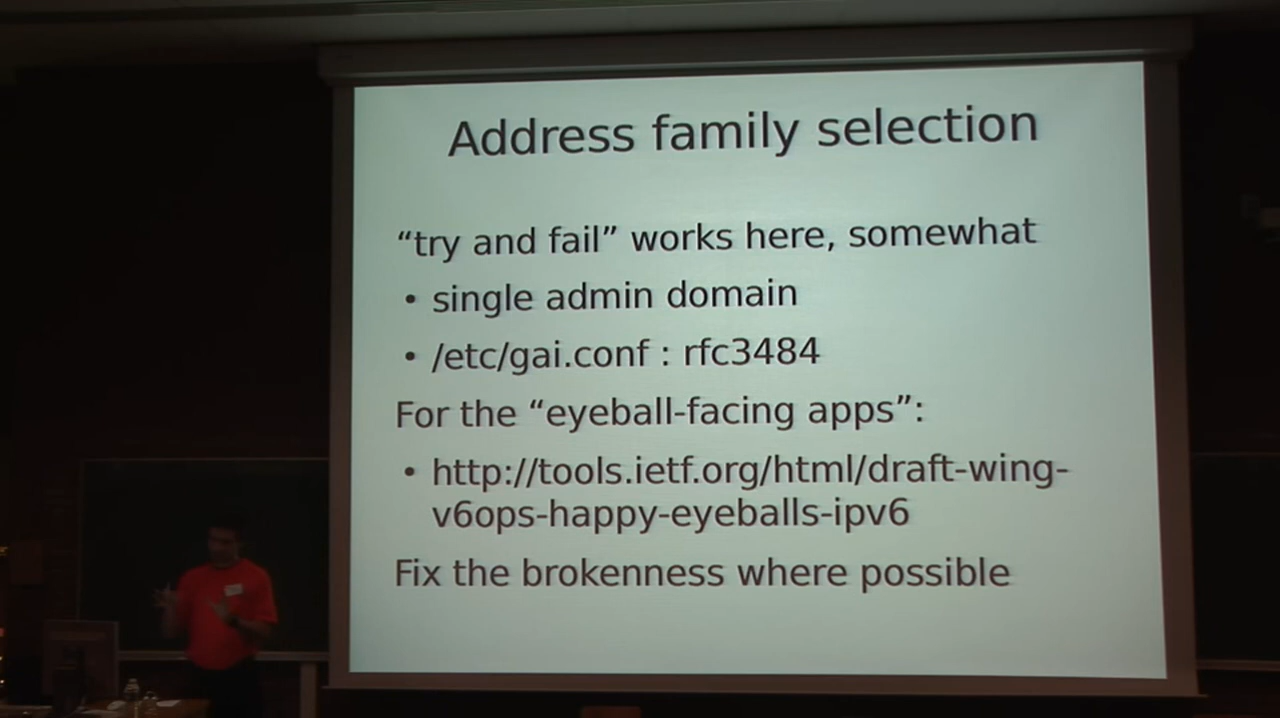 Address family selection
“try and fail” works here, somewhat
• single admin domain
• /etc/gai.conf : rfc3484
For the “eyeball-facing apps”:
• http://tools.ietf.org/html/draft-wing-
v6ops-happy-eyeballs-ipv6
Fix the brokenness where possible